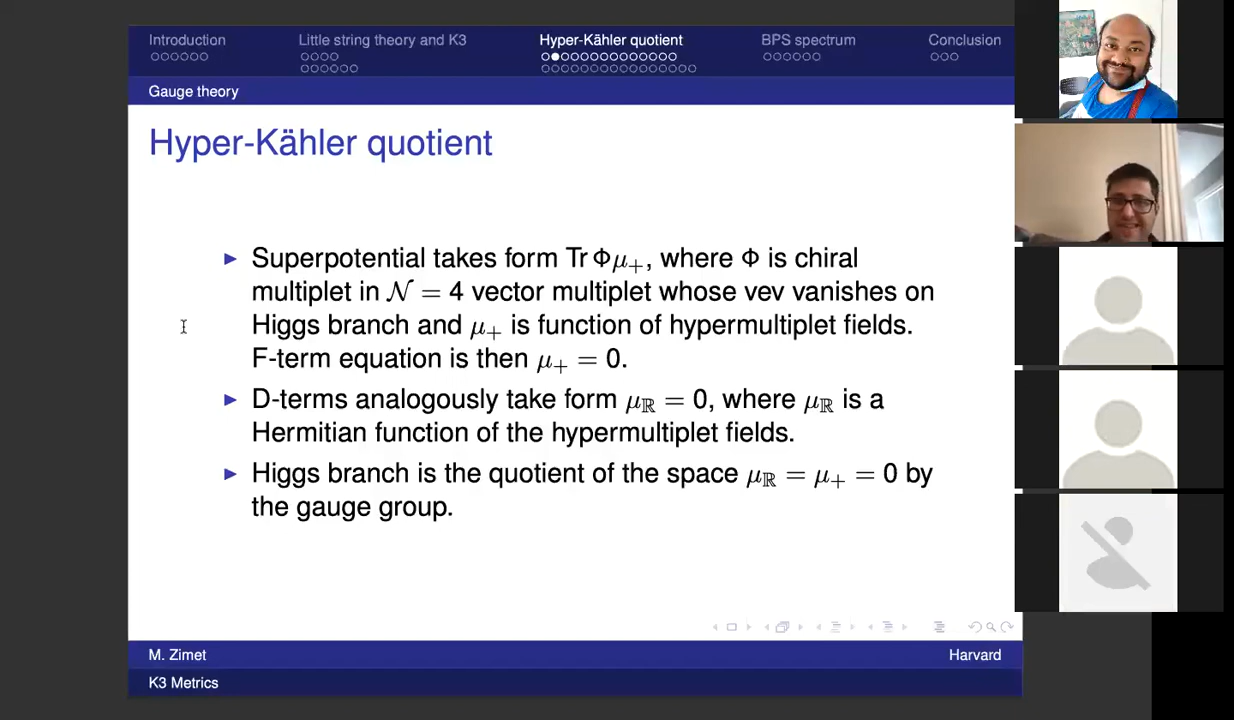 Introduction
Little string theory and K3
Hyper-Kähler quotient
BPS spectrum
Conclusion
Gauge theory
Hyper-Kähler quotient
Superpotential takes form Tr Φμ₊, where Φ is chiral
multiplet in 𝒩 = 4 vector multiplet whose vev vanishes on
Higgs branch and μ₊ is function of hypermultiplet fields.
F-term equation is then μ₊ = 0.
D-terms analogously take form μ_ℝ = 0, where μ_ℝ is a
Hermitian function of the hypermultiplet fields.
Higgs branch is the quotient of the space μ_ℝ = μ₊ = 0 by
the gauge group.
M. Zimet
Harvard
K3 Metrics